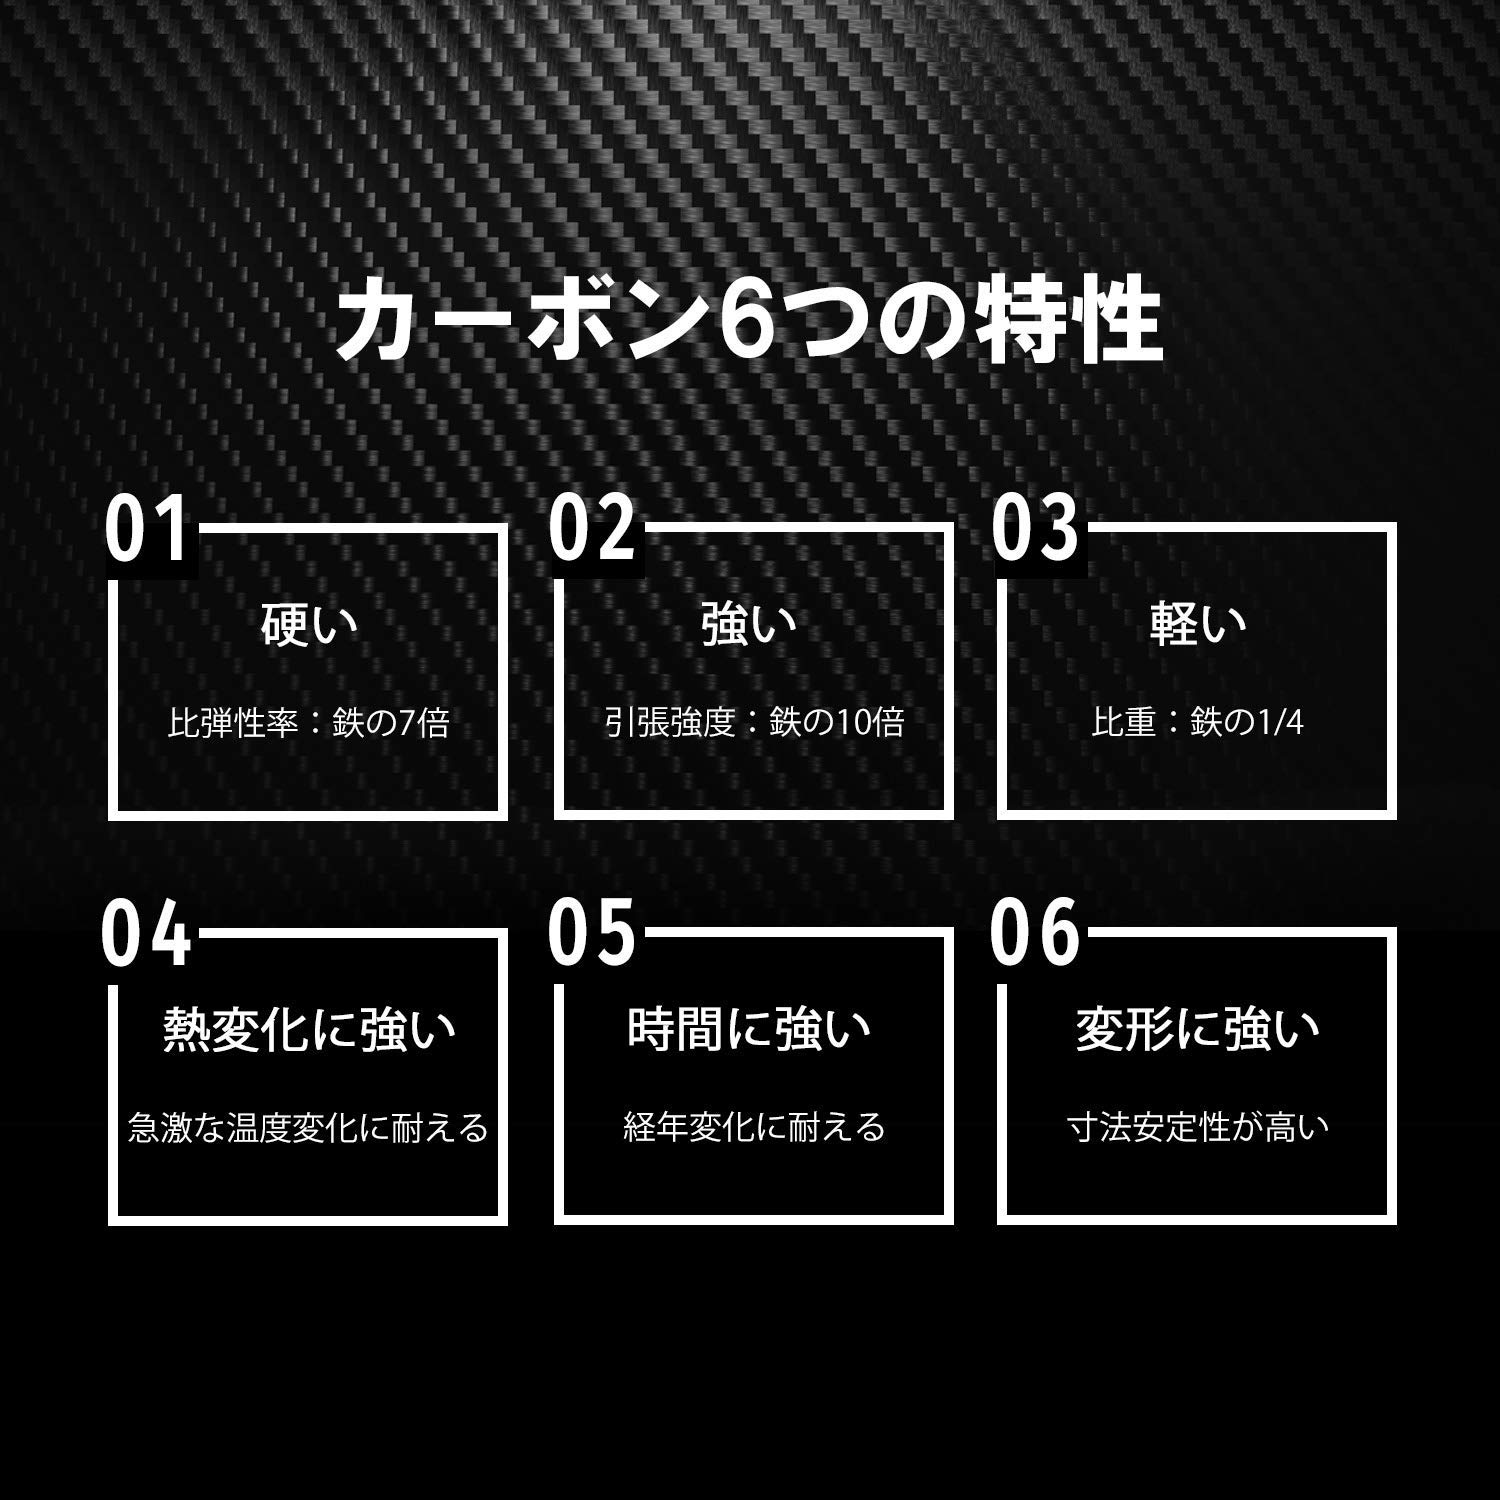 カーボン6つの特性
01
硬い
比弾性率：鉄の7倍
02
強い
引張強度：鉄の10倍
03
軽い
比重：鉄の1/4
04
熱変化に強い
急激な温度変化に耐える
05
時間に強い
経年変化に耐える
06
変形に強い
寸法安定性が高い